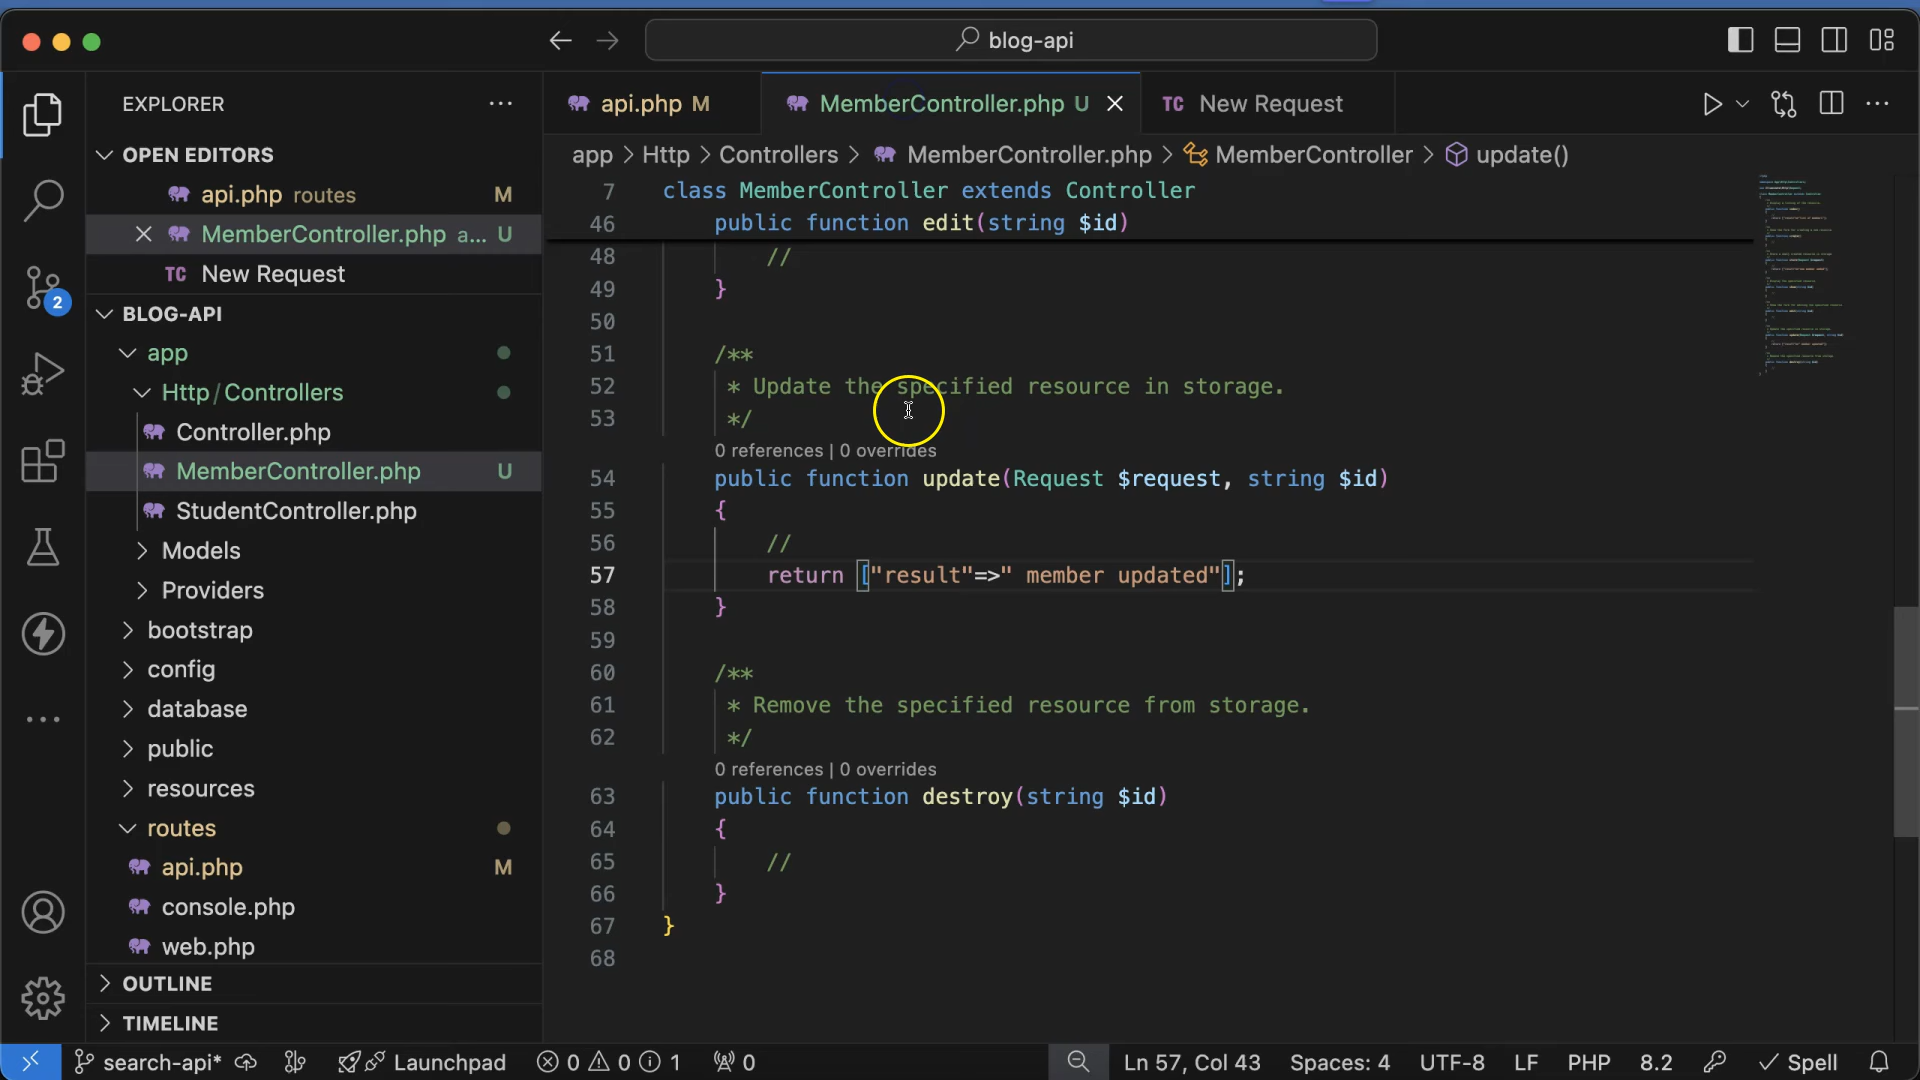 blog-api
EXPLORER
OPEN EDITORS
api.php routes M
MemberController.php a... U
TC New Request
BLOG-API
app
Http/Controllers
Controller.php
MemberController.php U
StudentController.php
Models
Providers
bootstrap
config
database
public
resources
routes
api.php M
console.php
web.php
OUTLINE
TIMELINE
2
api.php M
MemberController.php U
TC New Request
app > Http > Controllers > MemberController.php > MemberController > update()
7 class MemberController extends Controller
46 public function edit(string $id)
48 //
49 }
50
51 /**
52 * Update the specified resource in storage.
53 */
0 references | 0 overrides
54 public function update(Request $request, string $id)
55 {
56 //
57 return ["result"=>" member updated"];
58 }
59
60 /**
61 * Remove the specified resource from storage.
62 */
0 references | 0 overrides
63 public function destroy(string $id)
64 {
65 //
66 }
67 }
68
search-api* Launchpad 0 0 1 0 Ln 57, Col 43 Spaces: 4 UTF-8 LF PHP 8.2 Spell